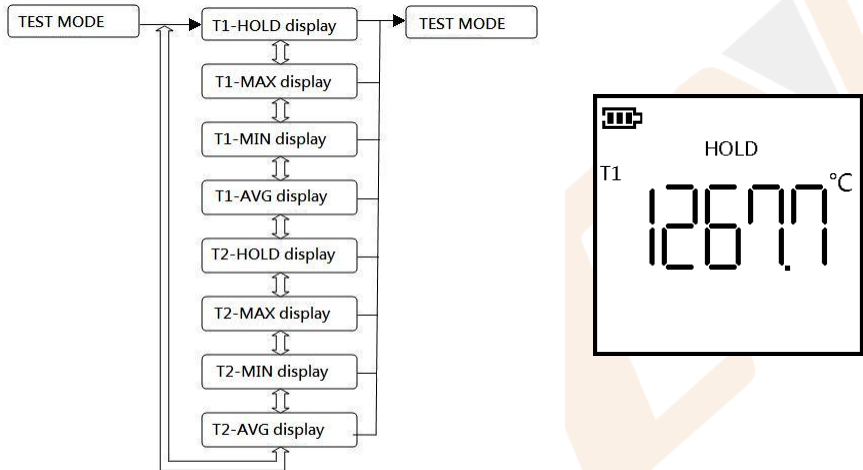 TEST MODE
T1-HOLD display
TEST MODE
T1-MAX display
T1-MIN display
T1-AVG display
T2-HOLD display
T2-MAX display
T2-MIN display
T2-AVG display
HOLD
T1
°C
1267.7